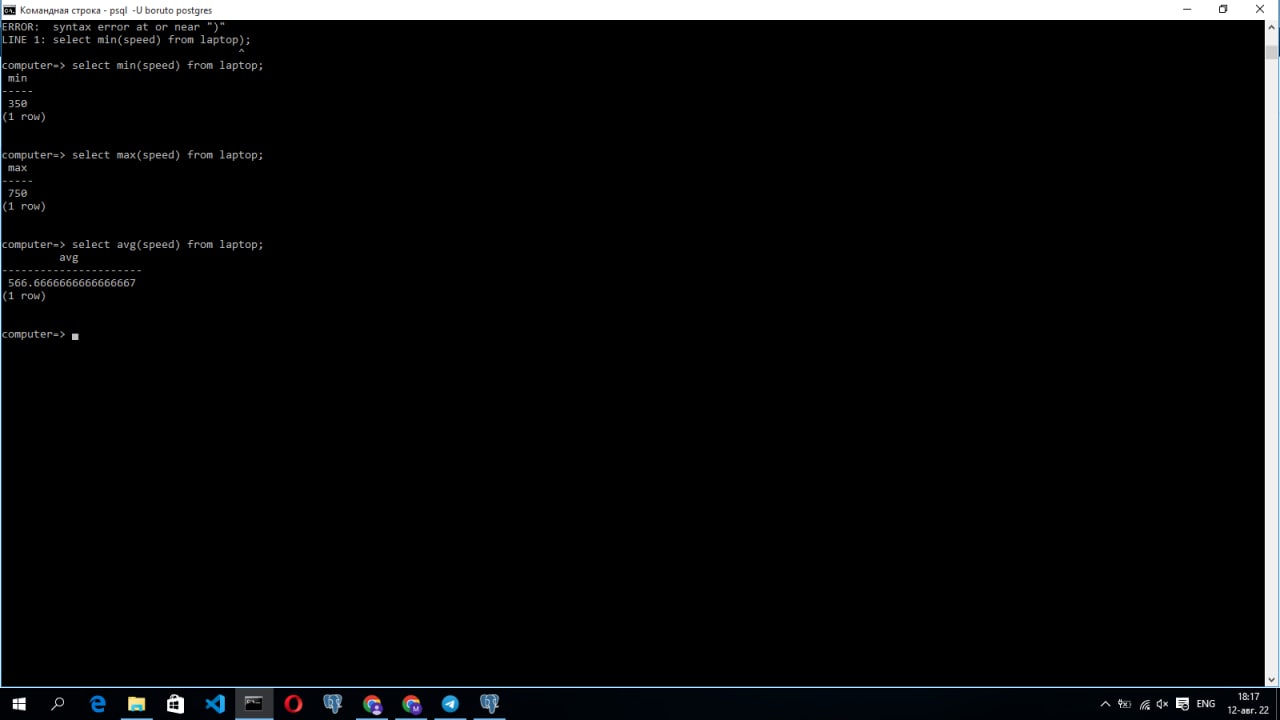 Командная строка - psql -U boruto postgres
ERROR:  syntax error at or near ")"
LINE 1: select min(speed) from laptop);
^
computer=> select min(speed) from laptop;
min
-----
350
(1 row)
computer=> select max(speed) from laptop;
max
-----
750
(1 row)
computer=> select avg(speed) from laptop;
avg
----------------------
566.6666666666666667
(1 row)
computer=>
18:17
ENG
12-авг. 22